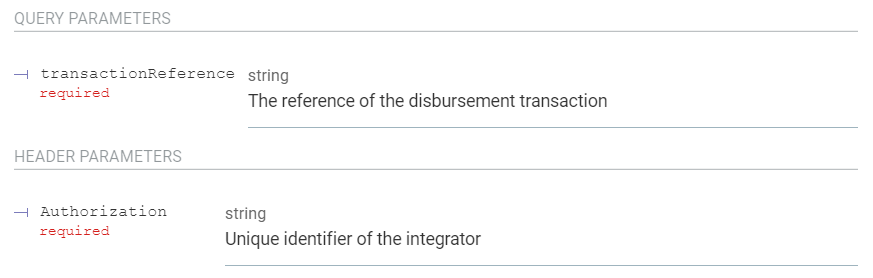 QUERY PARAMETERS
transactionReference string
required
The reference of the disbursement transaction
HEADER PARAMETERS
Authorization string
required
Unique identifier of the integrator